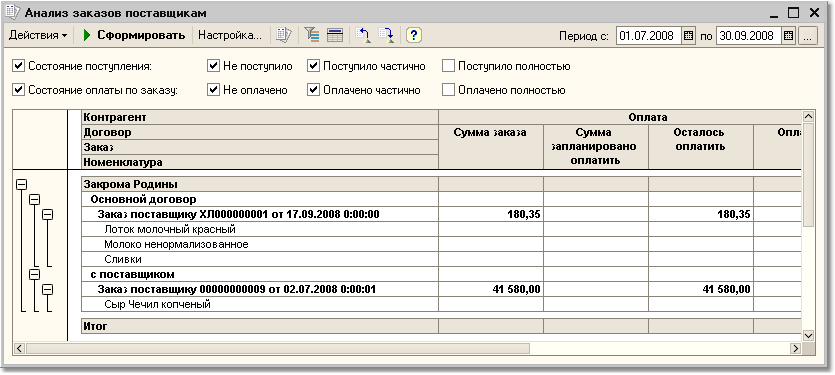 Анализ заказов поставщикам
Действия Сформировать Настройка... Период с: 01.07.2008 по 30.09.2008 ...
Состояние поступления: Не поступило Поступило частично Поступило полностью
Состояние оплаты по заказу: Не оплачено Оплачено частично Оплачено полностью
Контрагент Оплата
Договор Сумма заказа Сумма запланировано оплатить Осталось оплатить Опла
Заказ
Номенклатура
Закрома Родины
Основной договор
Заказ поставщику ХЛ000000001 от 17.09.2008 0:00:00 180,35 180,35
Лоток молочный красный
Молоко ненормализованное
Сливки
с поставщиком
Заказ поставщику 00000000009 от 02.07.2008 0:00:01 41 580,00 41 580,00
Сыр Чечил копченый
Итог